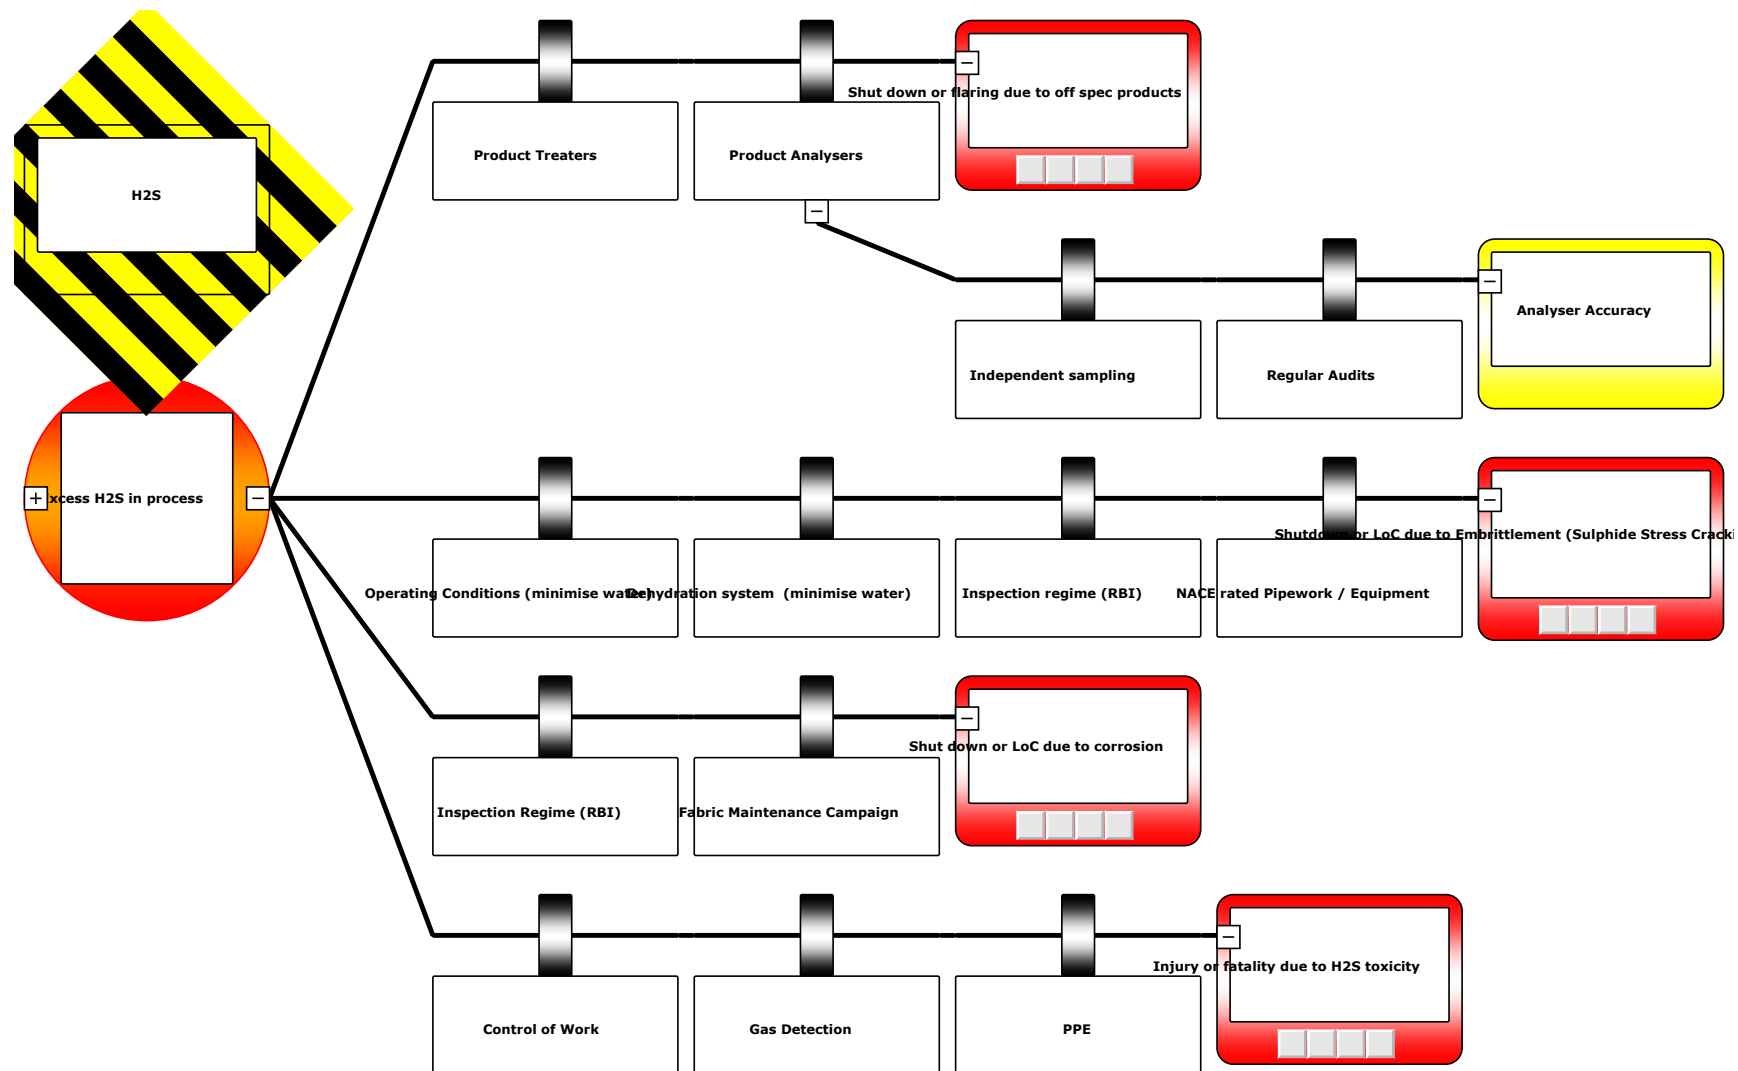 H2S
Product Treaters
Product Analysers
Shut down or flaring due to off spec products
Independent sampling
Regular Audits
Analyser Accuracy
xcess H2S in process
Operating Conditions (minimise water)
Dehydration system  (minimise water)
Inspection regime (RBI)
NACE rated Pipework / Equipment
Shutdown or LoC due to Embrittlement (Sulphide Stress Cracki
Inspection Regime (RBI)
Fabric Maintenance Campaign
Shut down or LoC due to corrosion
Control of Work
Gas Detection
PPE
Injury or fatality due to H2S toxicity